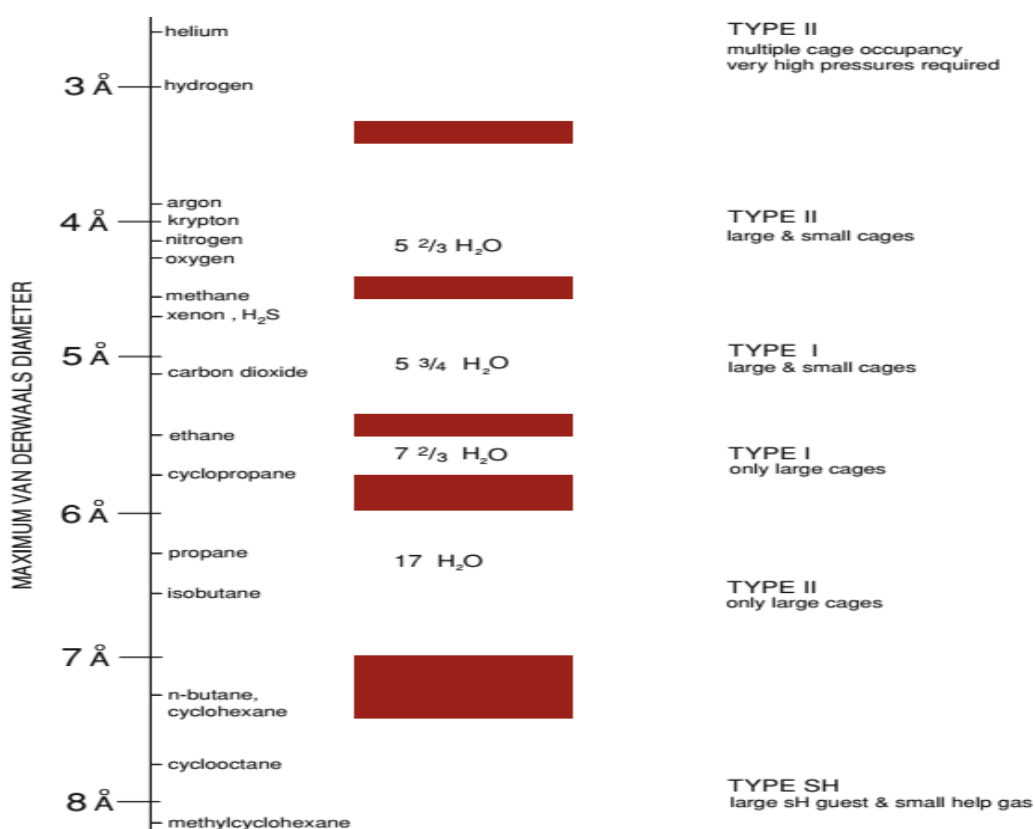 helium
TYPE II
multiple cage occupancy
very high pressures required
3 Å
hydrogen
argon
4 Å
krypton
TYPE II
nitrogen
5 2/3 H₂O
large & small cages
oxygen
methane
xenon , H₂S
5 Å
TYPE I
carbon dioxide
5 3/4 H₂O
large & small cages
ethane
7 2/3 H₂O
TYPE I
cyclopropane
only large cages
6 Å
propane
17 H₂O
isobutane
TYPE II
only large cages
7 Å
n-butane,
cyclohexane
cyclooctane
TYPE SH
8 Å
large sH guest & small help gas
methylcyclohexane
MAXIMUM VAN DERWAALS DIAMETER